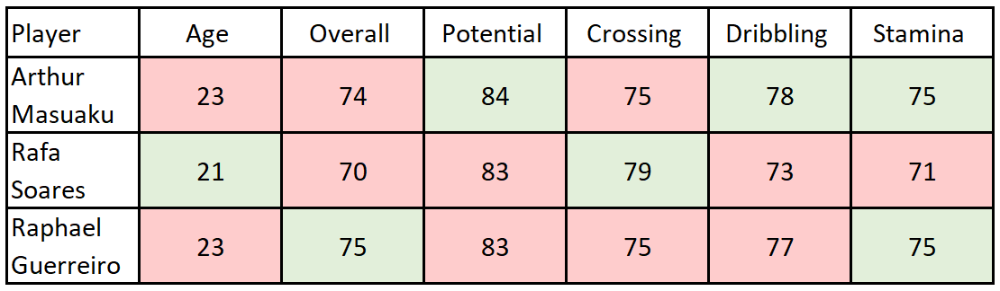 Player Age Overall Potential Crossing Dribbling Stamina
Arthur
Masuaku 23 74 84 75 78 75
Rafa
Soares 21 70 83 79 73 71
Raphael
Guerreiro 23 75 83 75 77 75